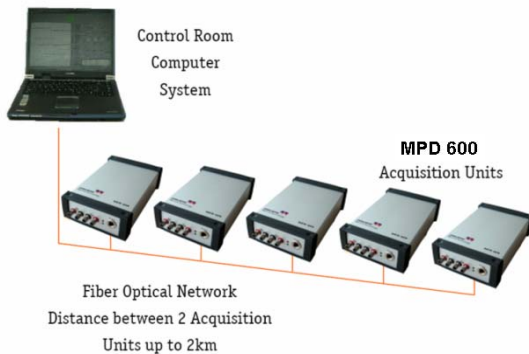 Control Room
Computer
System
MPD 600
Acquisition Units
Fiber Optical Network
Distance between 2 Acquisition
Units up to 2km